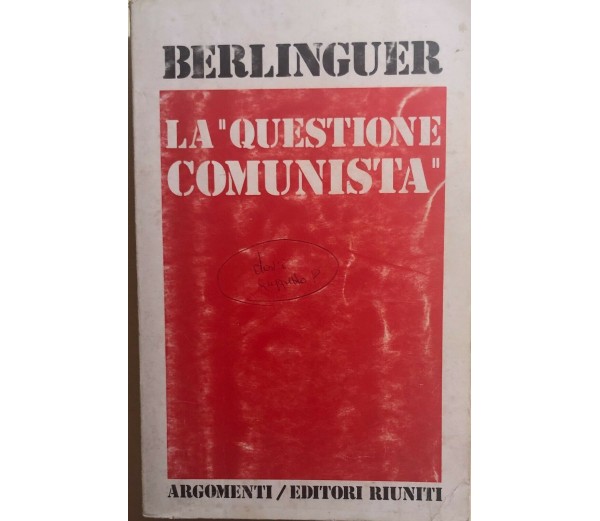 BERLINGUER
LA "QUESTIONE
COMUNISTA"
ARGOMENTI/EDITORI RIUNITI